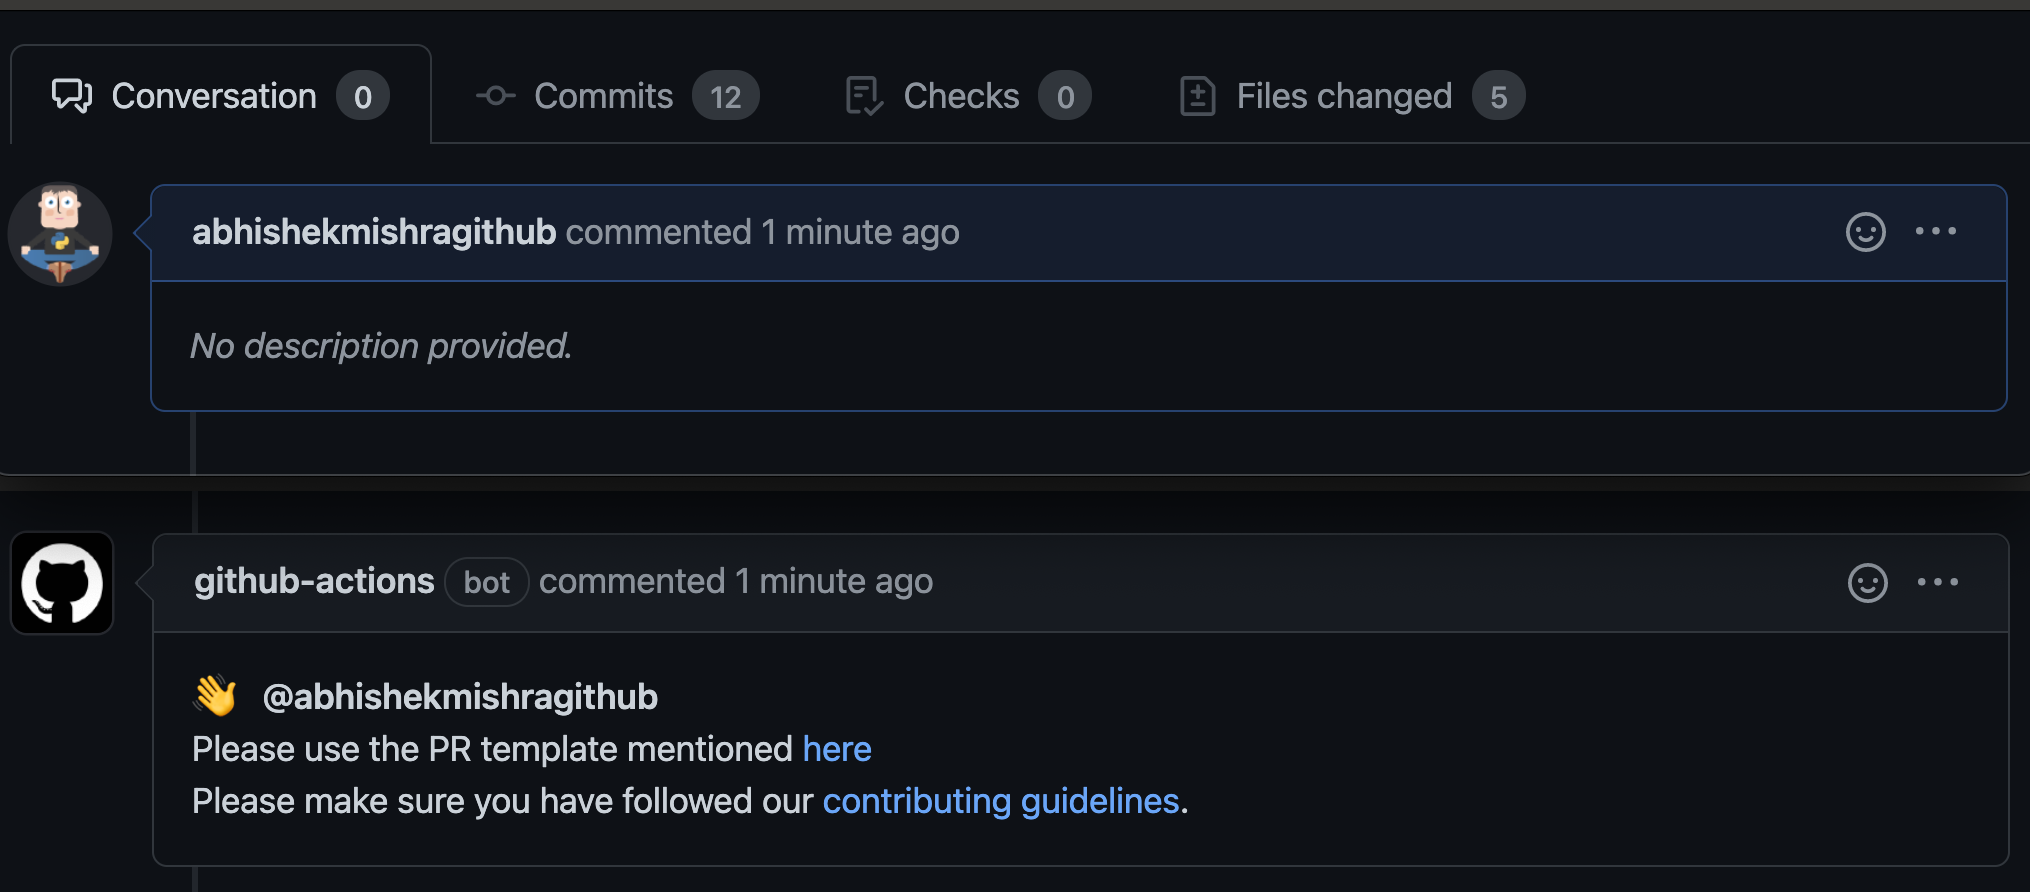 Conversation 0 Commits 12 Checks 0 Files changed 5
abhishekmishragithub commented 1 minute ago
No description provided.
github-actions bot commented 1 minute ago
👋 @abhishekmishragithub
Please use the PR template mentioned here
Please make sure you have followed our contributing guidelines.